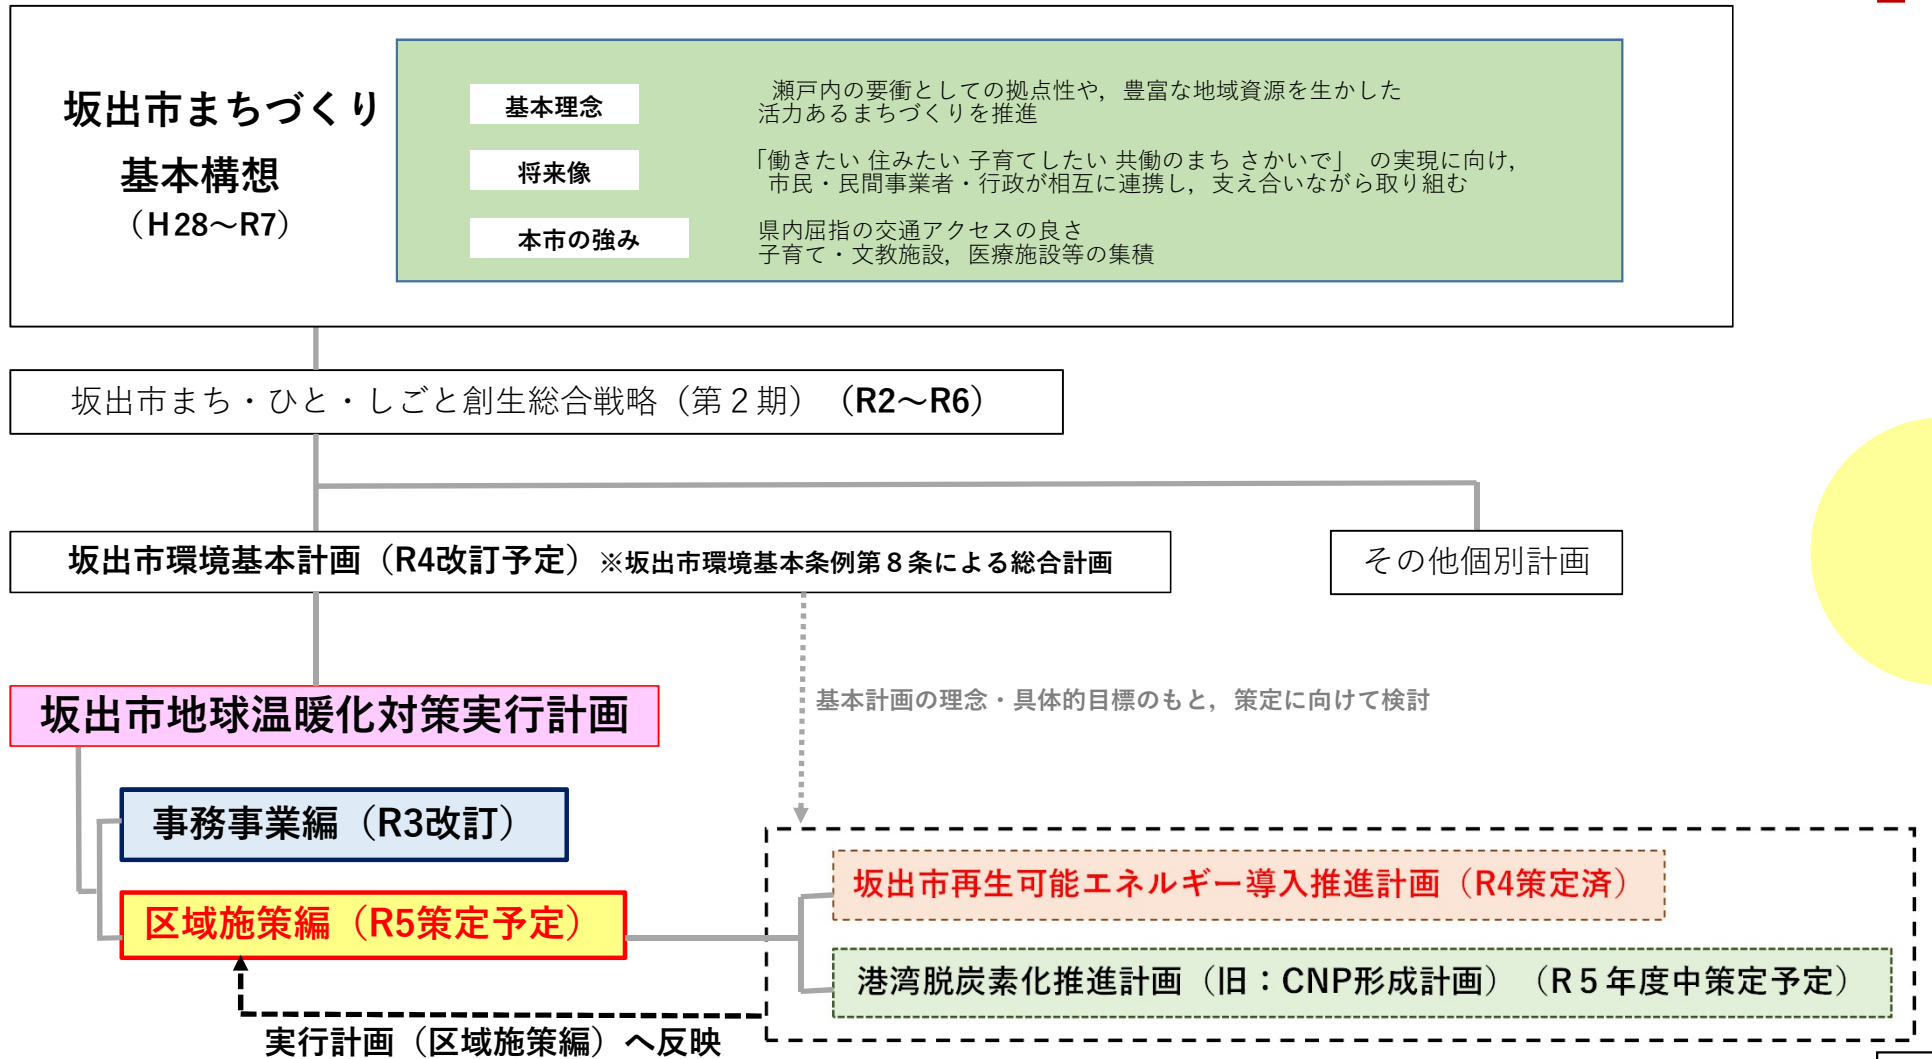 坂出市まちづくり
基本構想
（H28～R7）
基本理念
瀬戸内の要衝としての拠点性や，豊富な地域資源を生かした
活力あるまちづくりを推進
将来像
「働きたい 住みたい 子育てしたい 共働のまち さかいで」 の実現に向け，
市民・民間事業者・行政が相互に連携し，支え合いながら取り組む
本市の強み
県内屈指の交通アクセスの良さ
子育て・文教施設，医療施設等の集積
坂出市まち・ひと・しごと創生総合戦略（第２期）（R2～R6）
坂出市環境基本計画（R4改訂予定）※坂出市環境基本条例第８条による総合計画
その他個別計画
坂出市地球温暖化対策実行計画
基本計画の理念・具体的目標のもと，策定に向けて検討
事務事業編（R3改訂）
区域施策編（R5策定予定）
坂出市再生可能エネルギー導入推進計画（R4策定済）
港湾脱炭素化推進計画（旧：CNP形成計画）（R５年度中策定予定）
実行計画（区域施策編）へ反映